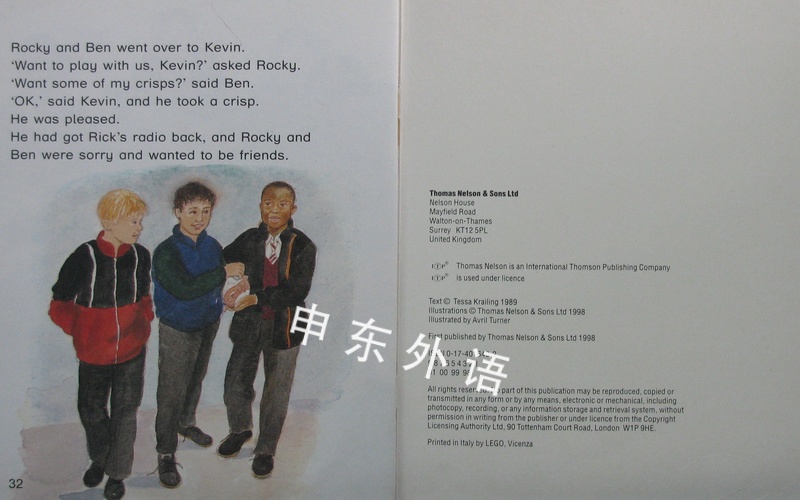 Rocky and Ben went over to Kevin.
‘Want to play with us, Kevin?’ asked Rocky.
‘Want some of my crisps?’ said Ben.
‘OK,’ said Kevin, and he took a crisp.
He was pleased.
He had got Rick’s radio back, and Rocky and
Ben were sorry and wanted to be friends.
32
Thomas Nelson & Sons Ltd
Nelson House
Mayfield Road
Walton-on-Thames
Surrey KT12 5PL
United Kingdom
I(T)P® Thomas Nelson is an International Thomson Publishing Company
I(T)P® is used under licence
Text © Tessa Krailing 1989
Illustrations © Thomas Nelson & Sons Ltd 1998
Illustrated by Avril Turner
First published by Thomas Nelson & Sons Ltd 1998
0-17-40
00 99
All rights part of this publication may be reproduced, copied or
transmitted in any form or by any means, electronic or mechanical, including
photocopy, recording, or any information storage and retrieval system, without
permission in writing from the publisher or under licence from the Copyright
Licensing Authority Ltd, 90 Tottenham Court Road, London W1P 9HE.
Printed in Italy by LEGO, Vicenza
申东外语